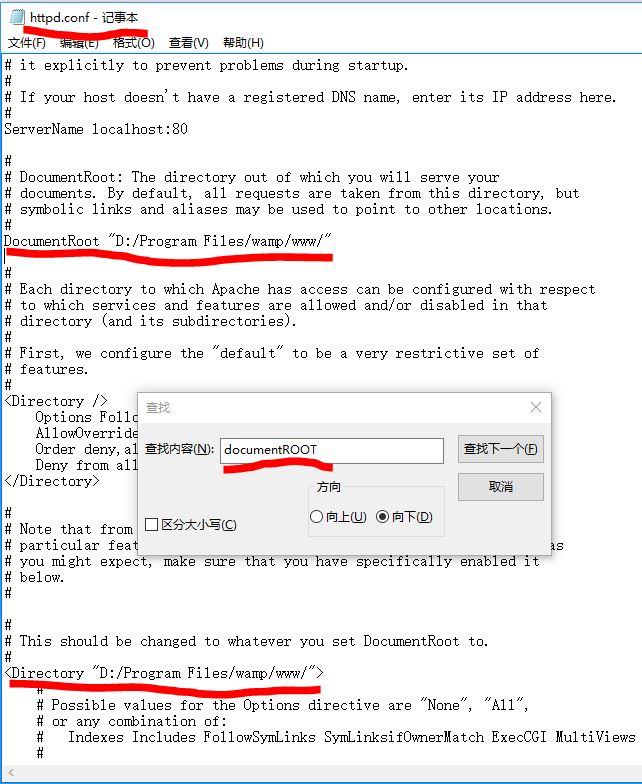 httpd.conf - 记事本
文件(F) 编辑(E) 格式(O) 查看(V) 帮助(H)
# it explicitly to prevent problems during startup.
#
# If your host doesn't have a registered DNS name, enter its IP address here.
#
ServerName localhost:80
#
# DocumentRoot: The directory out of which you will serve your
# documents. By default, all requests are taken from this directory, but
# symbolic links and aliases may be used to point to other locations.
#
DocumentRoot "D:/Program Files/wamp/www/"
#
# Each directory to which Apache has access can be configured with respect
# to which services and features are allowed and/or disabled in that
# directory (and its subdirectories).
#
# First, we configure the "default" to be a very restrictive set of
# features.
#
<Directory />
Options Follo
AllowOverride
Order deny,al
Deny from all
</Directory>
查找
查找内容(N): documentROOT 查找下一个(F)
方向 取消
区分大小写(C) 向上(U) 向下(D)
#
# Note that from
# particular feat
as
# you might expect, make sure that you have specifically enabled it
# below.
#
#
# This should be changed to whatever you set DocumentRoot to.
#
<Directory "D:/Program Files/wamp/www/">
#
# Possible values for the Options directive are "None", "All",
# or any combination of:
# Indexes Includes FollowSymLinks SymLinksifOwnerMatch ExecCGI MultiViews
#